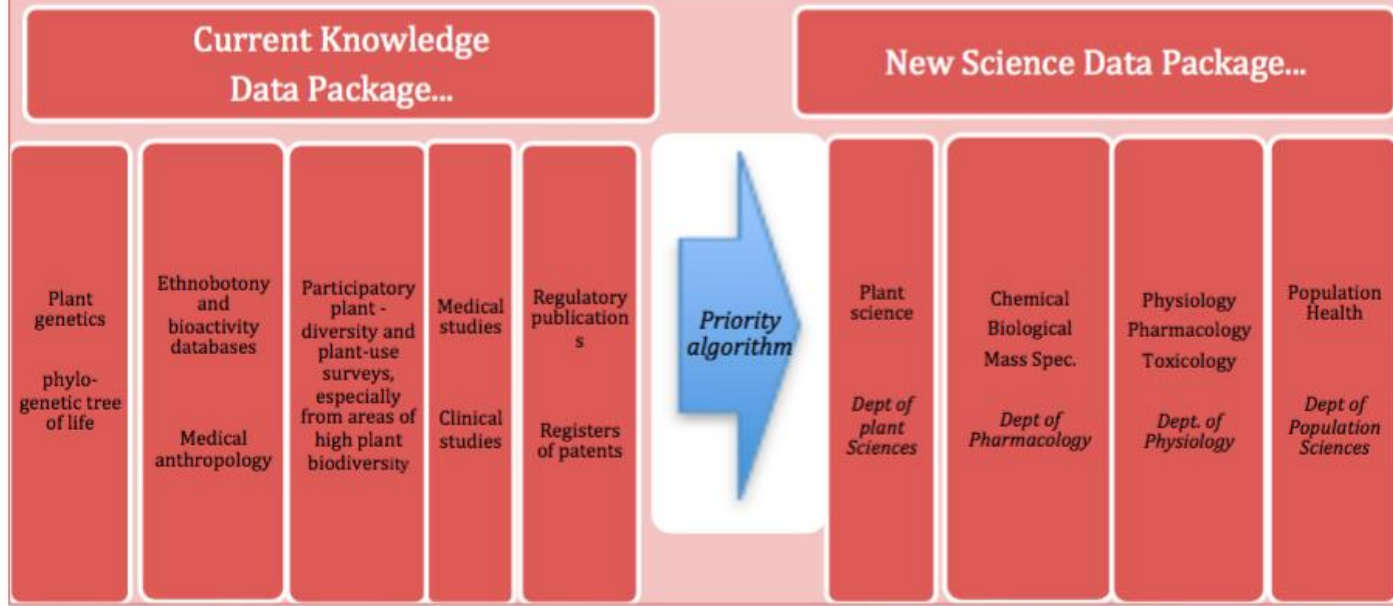 Current Knowledge
Data Package...
New Science Data Package...
Plant
genetics
phylo-
genetic tree
of life
Ethnobotony
and
bioactivity
databases
Medical
anthropology
Participatory
plant -
diversity and
plant-use
surveys,
especially
from areas of
high plant
biodiversity
Medical
studies
Clinical
studies
Regulatory
publication
s
Registers
of patents
Priority
algorithm
Plant
science
Dept of
plant
Sciences
Chemical
Biological
Mass Spec.
Dept of
Pharmacology
Physiology
Pharmacology
Toxicology
Dept. of
Physiology
Population
Health
Dept of
Population
Sciences